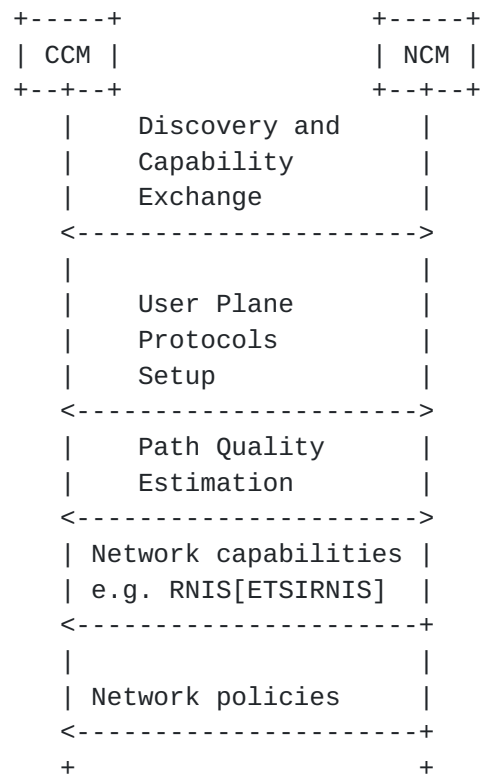 +-----+                 +-----+
| CCM |                 | NCM |
+--+--+                 +--+--+
   |    Discovery and      |
   |    Capability         |
   |    Exchange           |
   <---------------------->
   |                       |
   |    User Plane         |
   |    Protocols          |
   |    Setup              |
   <---------------------->
   |    Path Quality       |
   |    Estimation         |
   <---------------------->
   | Network capabilities |
   | e.g. RNIS[ETSIRNIS]  |
   <----------------------+
   |                       |
   | Network policies      |
   <----------------------+
   +                       +